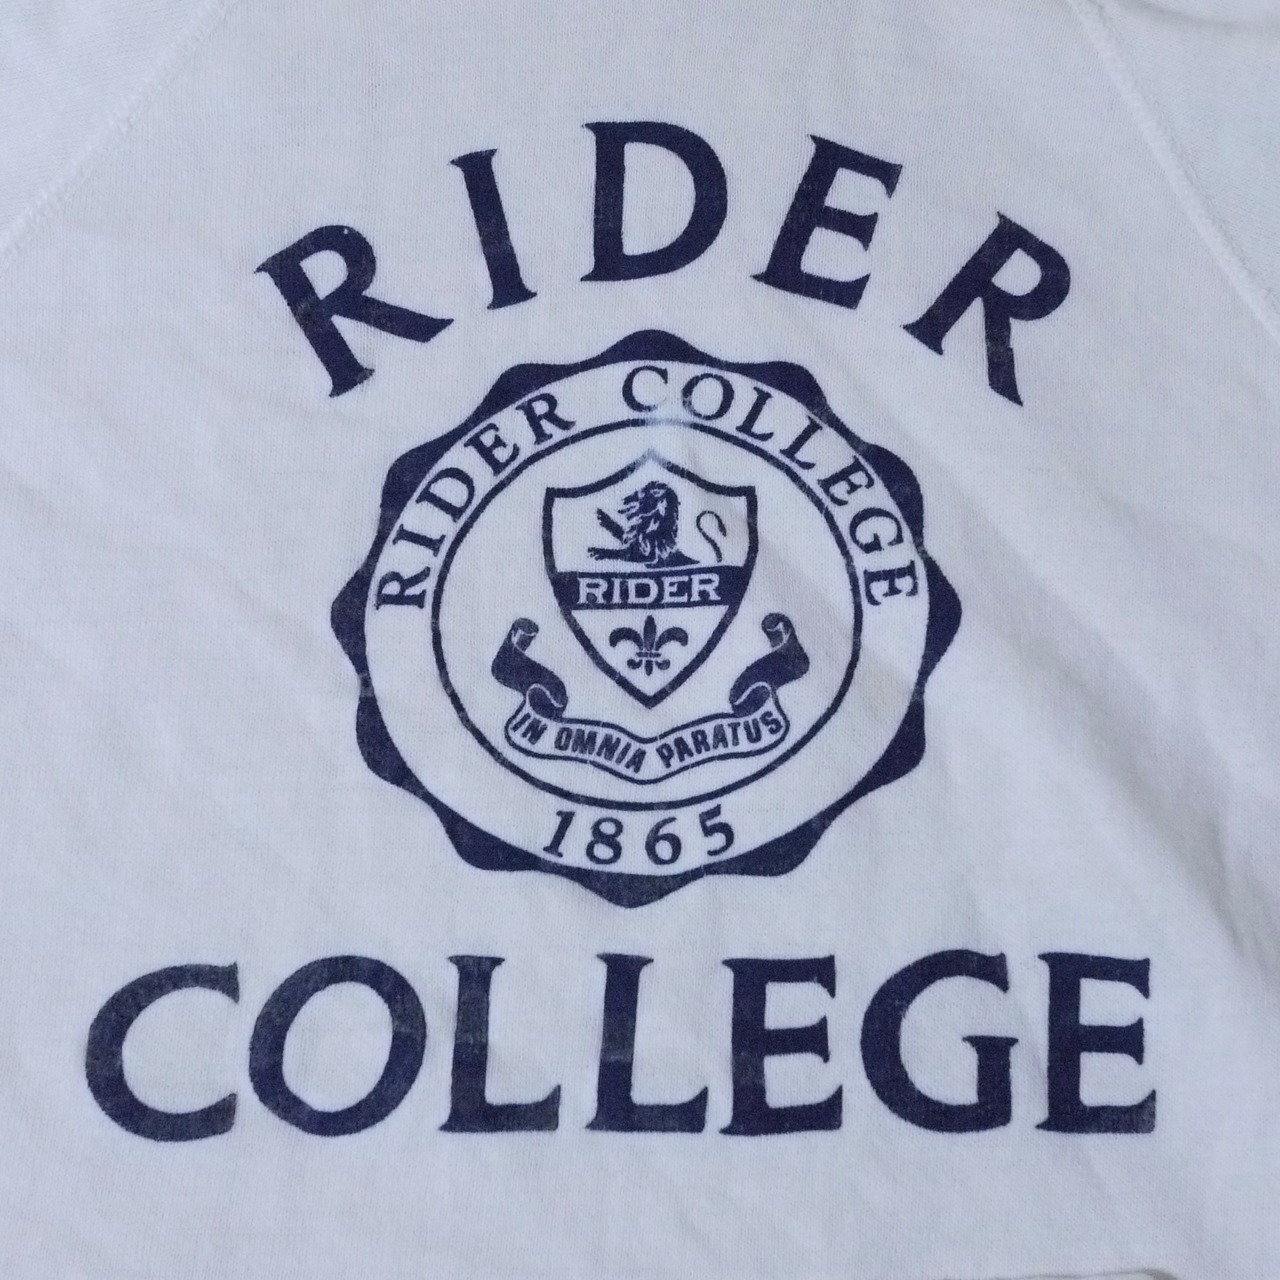 RIDER
RIDER COLLEGE
RIDER
IN OMNIA PARATUS
1865
COLLEGE